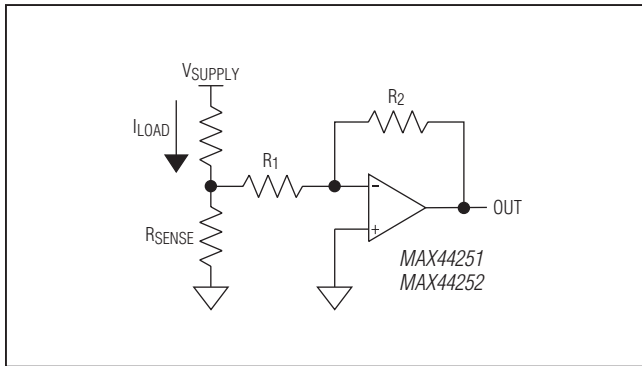 VSUPPLY
ILOAD
R2
R1
-
OUT
+
RSENSE
MAX44251
MAX44252